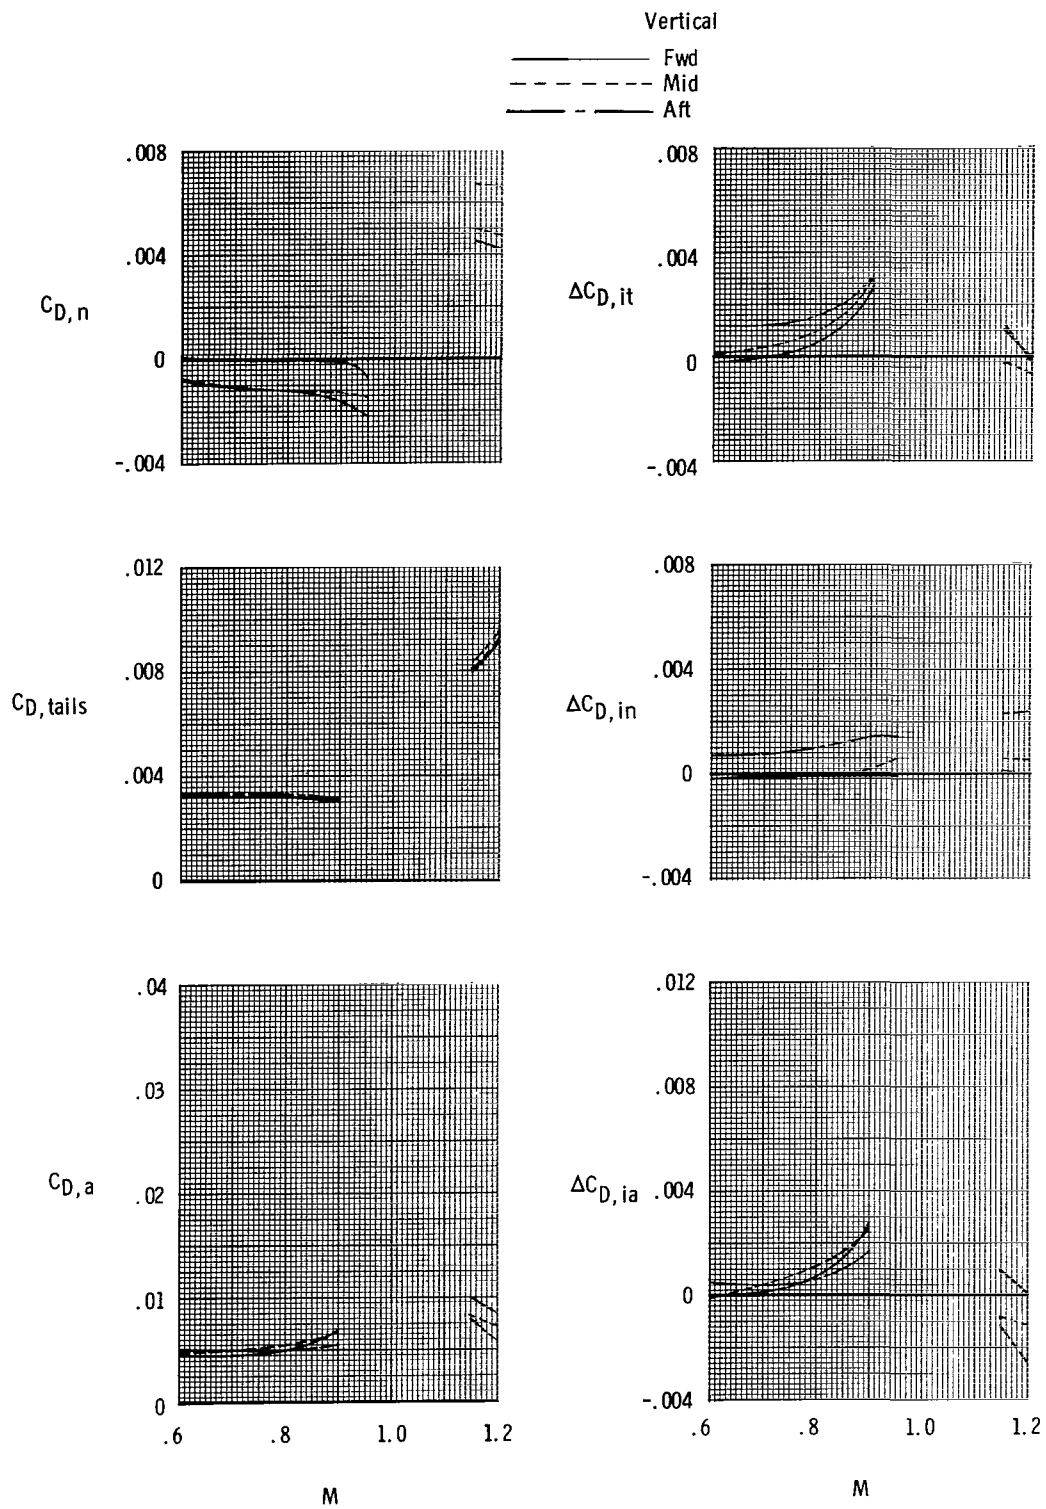 Vertical
Fwd
Mid
Aft
.008
.004
0
-.004
C_D,n
.008
.004
0
-.004
ΔC_D,it
.012
.008
.004
0
C_D,tails
.008
.004
0
-.004
ΔC_D,in
.04
.03
.02
.01
0
C_D,a
.6
.8
1.0
1.2
M
.012
.008
.004
0
-.004
ΔC_D,ia
.6
.8
1.0
1.2
M